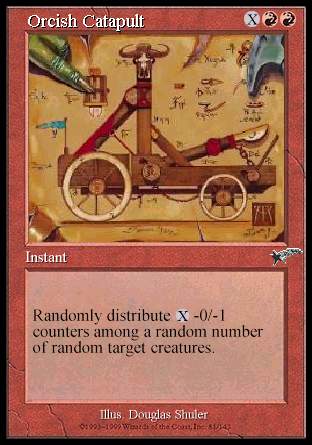 Orcish Catapult X
Instant
Randomly distribute X -0/-1
counters among a random number
of random target creatures.
Illus. Douglas Shuler